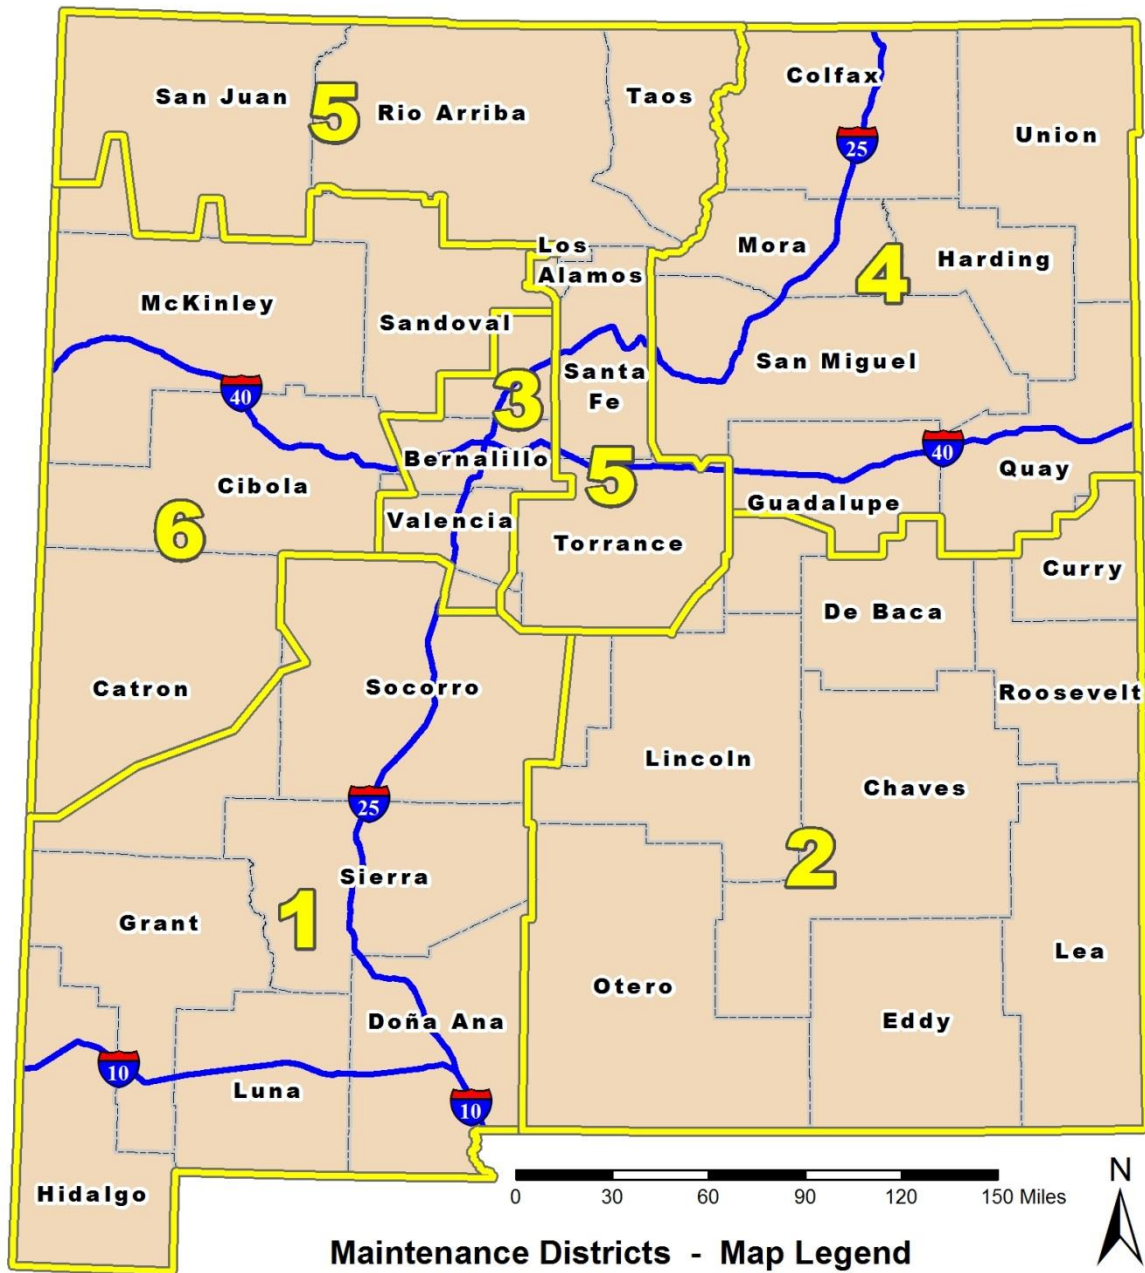 Colfax
San Juan
Taos
5
Rio Arriba
Union
25
Los
Mora
Alamos
Harding
4
McKinley
Sandoval
San Miguel
Santa
Fe
40
3
40
Bernalillo
Quay
Cibola
5
Guadalupe
Valencia
6
Torrance
Curry
De Baca
Catron
Socorro
Roosevelt
Lincoln
Chaves
25
2
Sierra
Grant
1
Lea
Otero
Doña Ana
Eddy
10
Luna
10
Hidalgo
N
0 30 60 90 120 150 Miles
Maintenance Districts - Map Legend